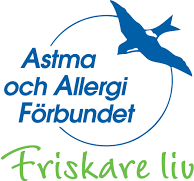 Astma
och Allergi
Förbundet
Friskare liv